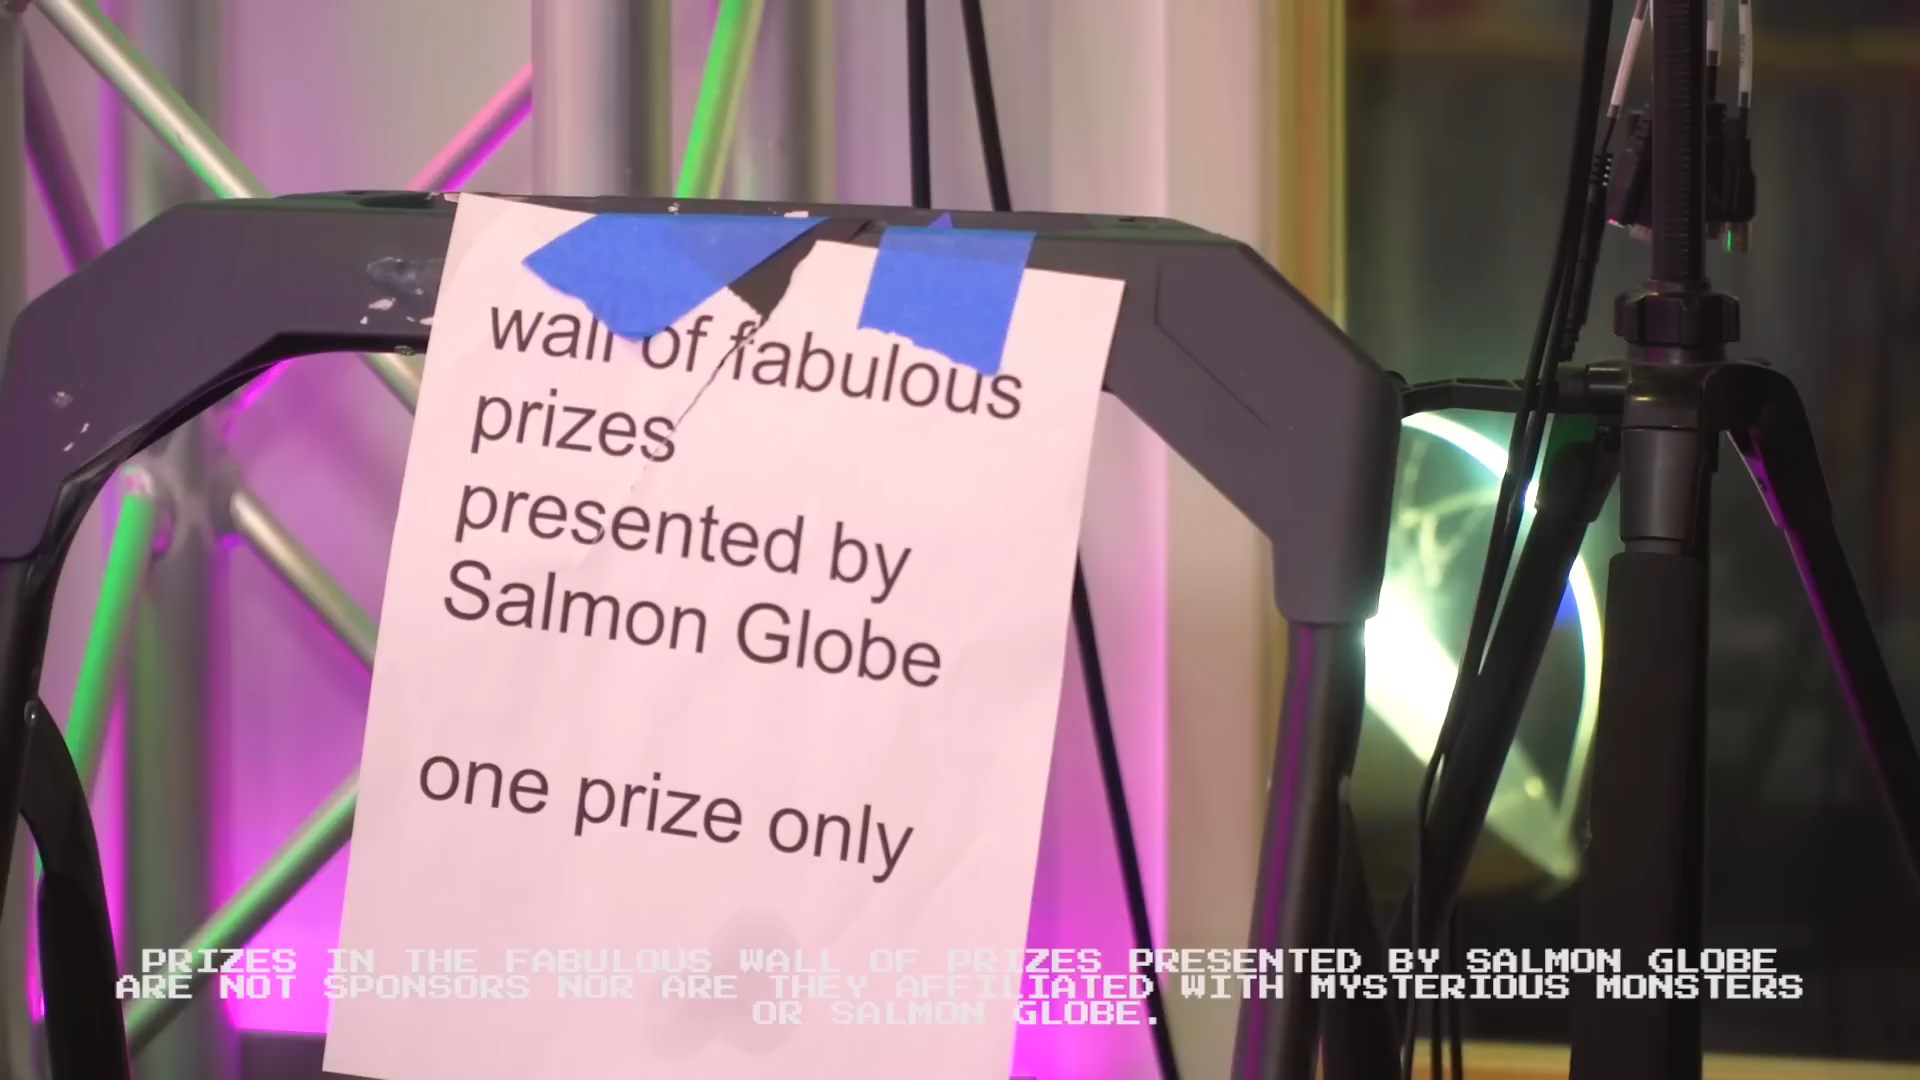 wall of fabulous
prizes
presented by
Salmon Globe
one prize only
PRIZES IN THE FABULOUS WALL OF PRIZES PRESENTED BY SALMON GLOBE
ARE NOT SPONSORS NOR ARE THEY AFFILIATED WITH MYSTERIOUS MONSTERS
OR SALMON GLOBE.